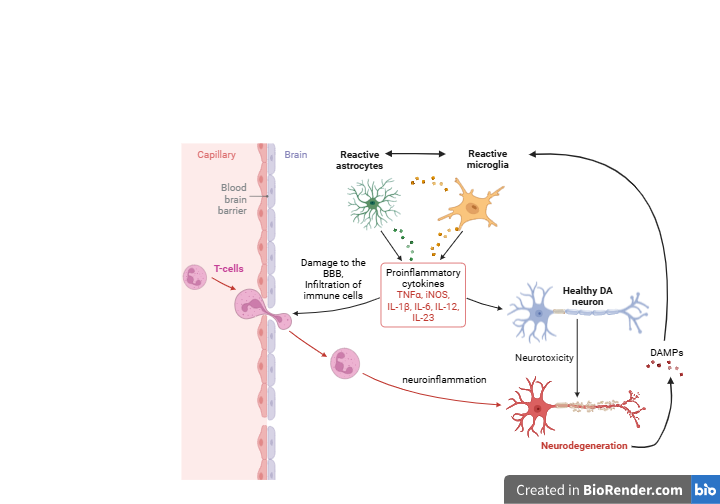 Capillary
Brain
Blood
brain
barrier
T-cells
Reactive
astrocytes
Reactive
microglia
Damage to the
BBB,
Infiltration of
immune cells
Proinflammatory
cytokines
TNFα, iNOS,
IL-1β, IL-6, IL-12,
IL-23
Healthy DA
neuron
Neurotoxicity
DAMPs
neuroinflammation
Neurodegeneration
Created in BioRender.com bio